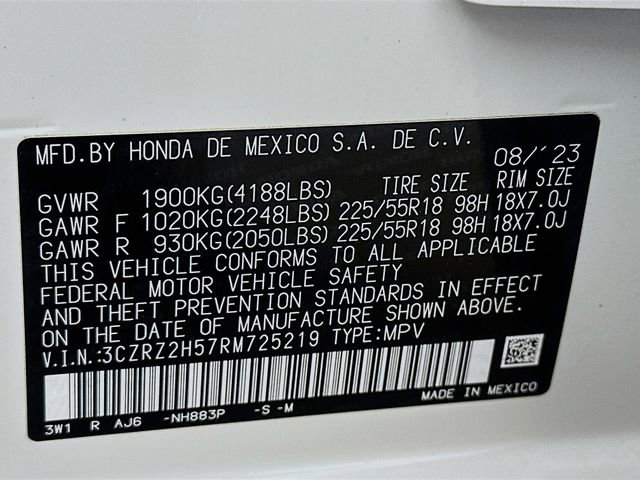 MFD.BY HONDA DE MEXICO S.A. DE C.V. 08/'23
GVWR 1900KG(4188LBS) TIRE SIZE RIM SIZE
GAWR F 1020KG(2248LBS) 225/55R18 98H 18X7.0J
GAWR R 930KG(2050LBS) 225/55R18 98H 18X7.0J
THIS VEHICLE CONFORMS TO ALL APPLICABLE
FEDERAL MOTOR VEHICLE SAFETY
AND THEFT PREVENTION STANDARDS IN EFFECT
ON THE DATE OF MANUFACTURE SHOWN ABOVE.
V.I.N.:3CZRZ2H57RM725219 TYPE:MPV
3W1 R AJ6 -NH883P -S -M MADE IN MEXICO